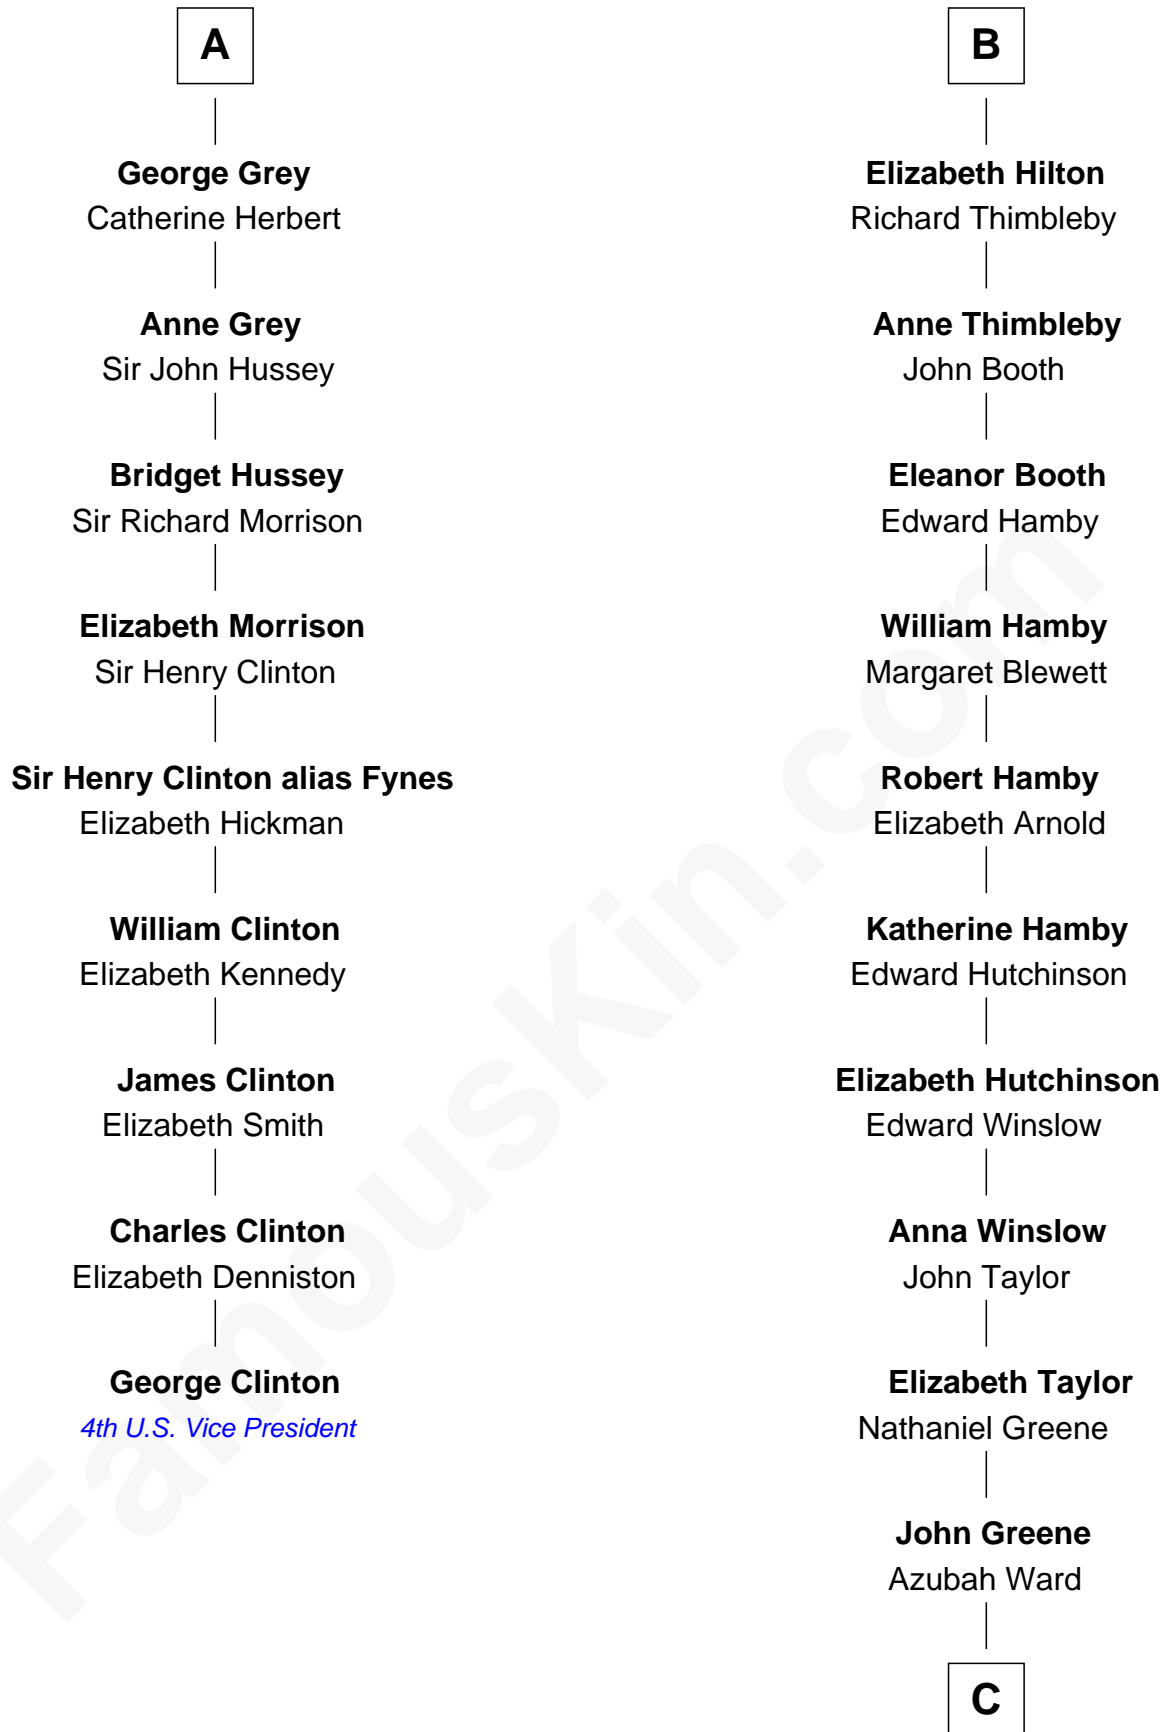 A
George Grey
Catherine Herbert
Anne Grey
Sir John Hussey
Bridget Hussey
Sir Richard Morrison
Elizabeth Morrison
Sir Henry Clinton
Sir Henry Clinton alias Fynes
Elizabeth Hickman
William Clinton
Elizabeth Kennedy
James Clinton
Elizabeth Smith
Charles Clinton
Elizabeth Denniston
George Clinton
4th U.S. Vice President
B
Elizabeth Hilton
Richard Thimbleby
Anne Thimbleby
John Booth
Eleanor Booth
Edward Hamby
William Hamby
Margaret Blewett
Robert Hamby
Elizabeth Arnold
Katherine Hamby
Edward Hutchinson
Elizabeth Hutchinson
Edward Winslow
Anna Winslow
John Taylor
Elizabeth Taylor
Nathaniel Greene
John Greene
Azubah Ward
C
FamousKin.com